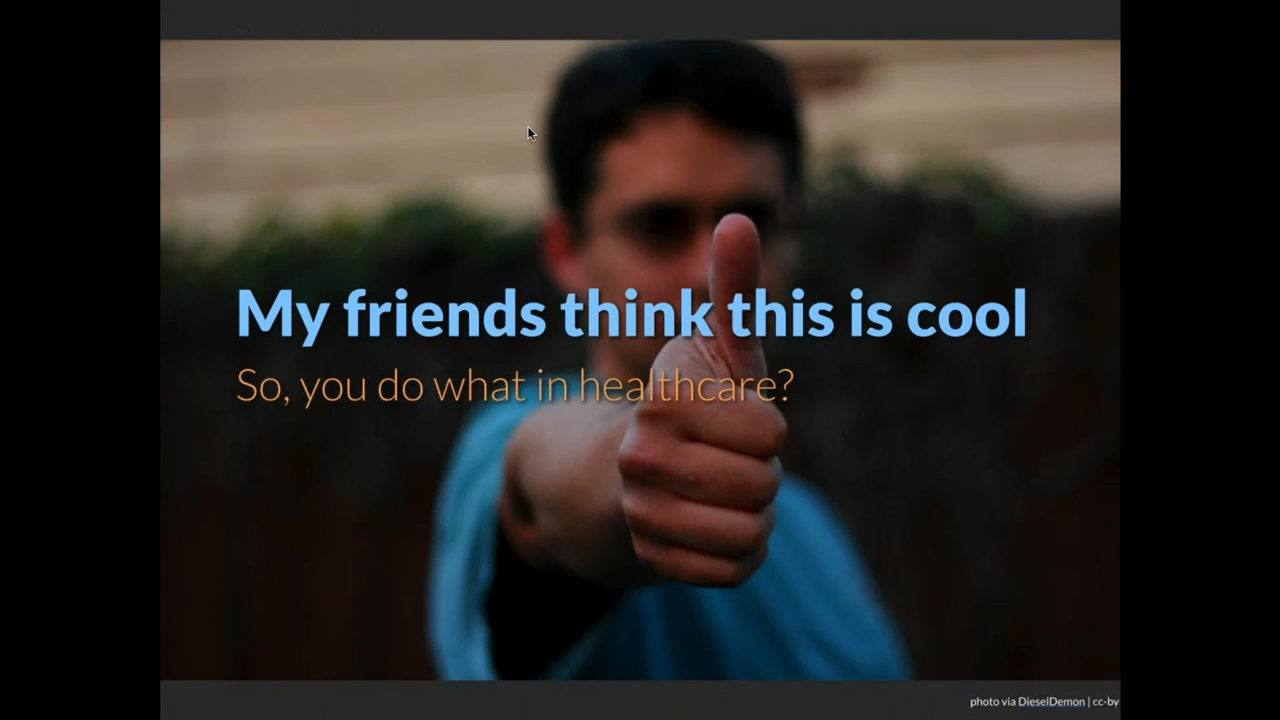 My friends think this is cool
So, you do what in healthcare?
photo via DieselDemon | cc-by